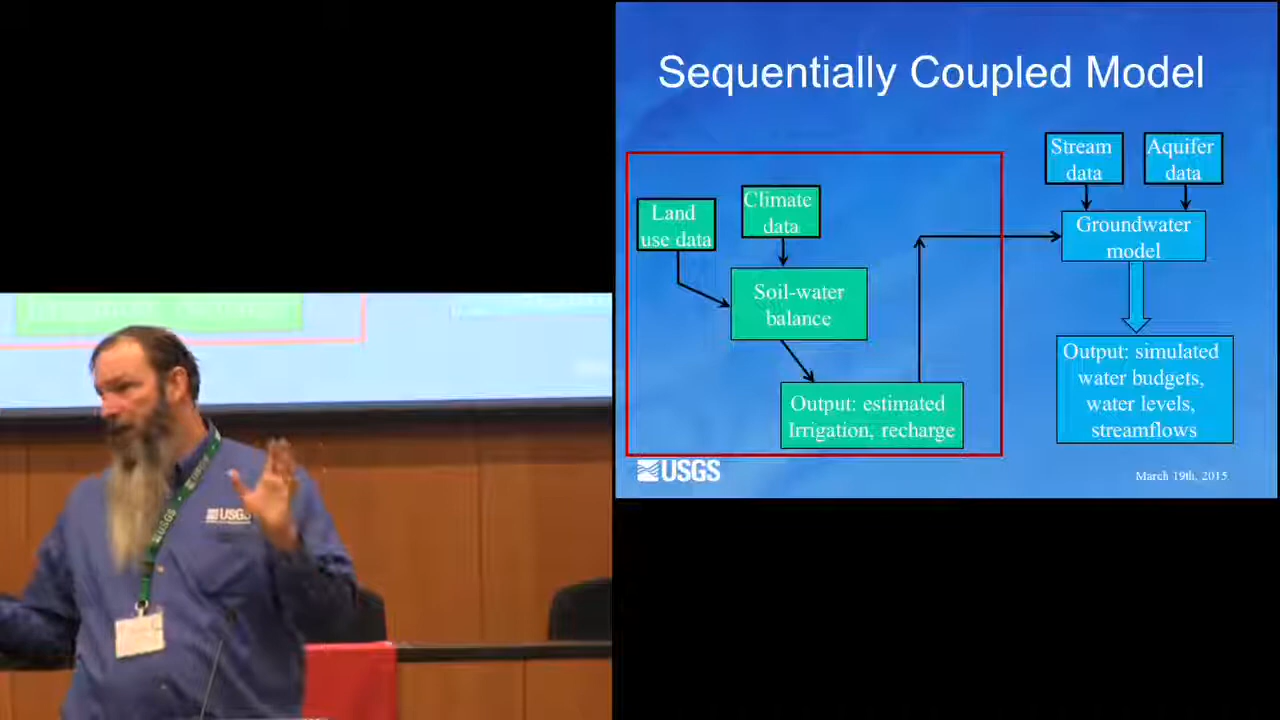 Sequentially Coupled Model
Stream
data
Aquifer
data
Land
use data
Climate
data
Groundwater
model
Soil-water
balance
Output: estimated
Irrigation, recharge
Output: simulated
water budgets,
water levels,
streamflows
USGS
March 19th, 2015
USGS
USGS